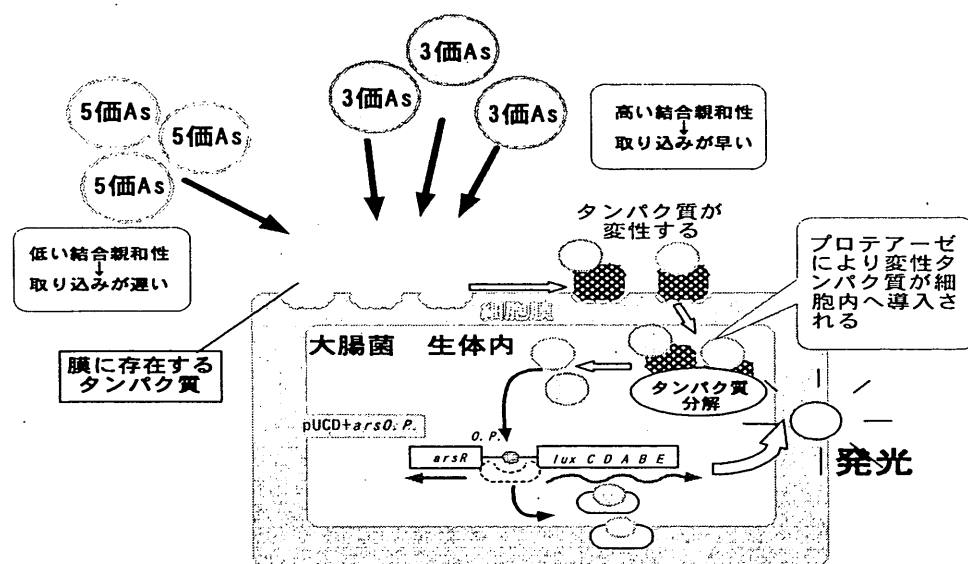 3価As
3価As
3価As
5価As
5価As
5価As
高い結合親和性
↓
取り込みが早い
低い結合親和性
↓
取り込みが遅い
タンパク質が
変性する
プロテアーゼ
により変性タ
ンパク質が細
胞内へ導入さ
れる
細胞膜
大腸菌 生体内
膜に存在する
タンパク質
タンパク質
分解
pUCD+arsO.P.
O.P.
arsR
lux C D A B E
発光